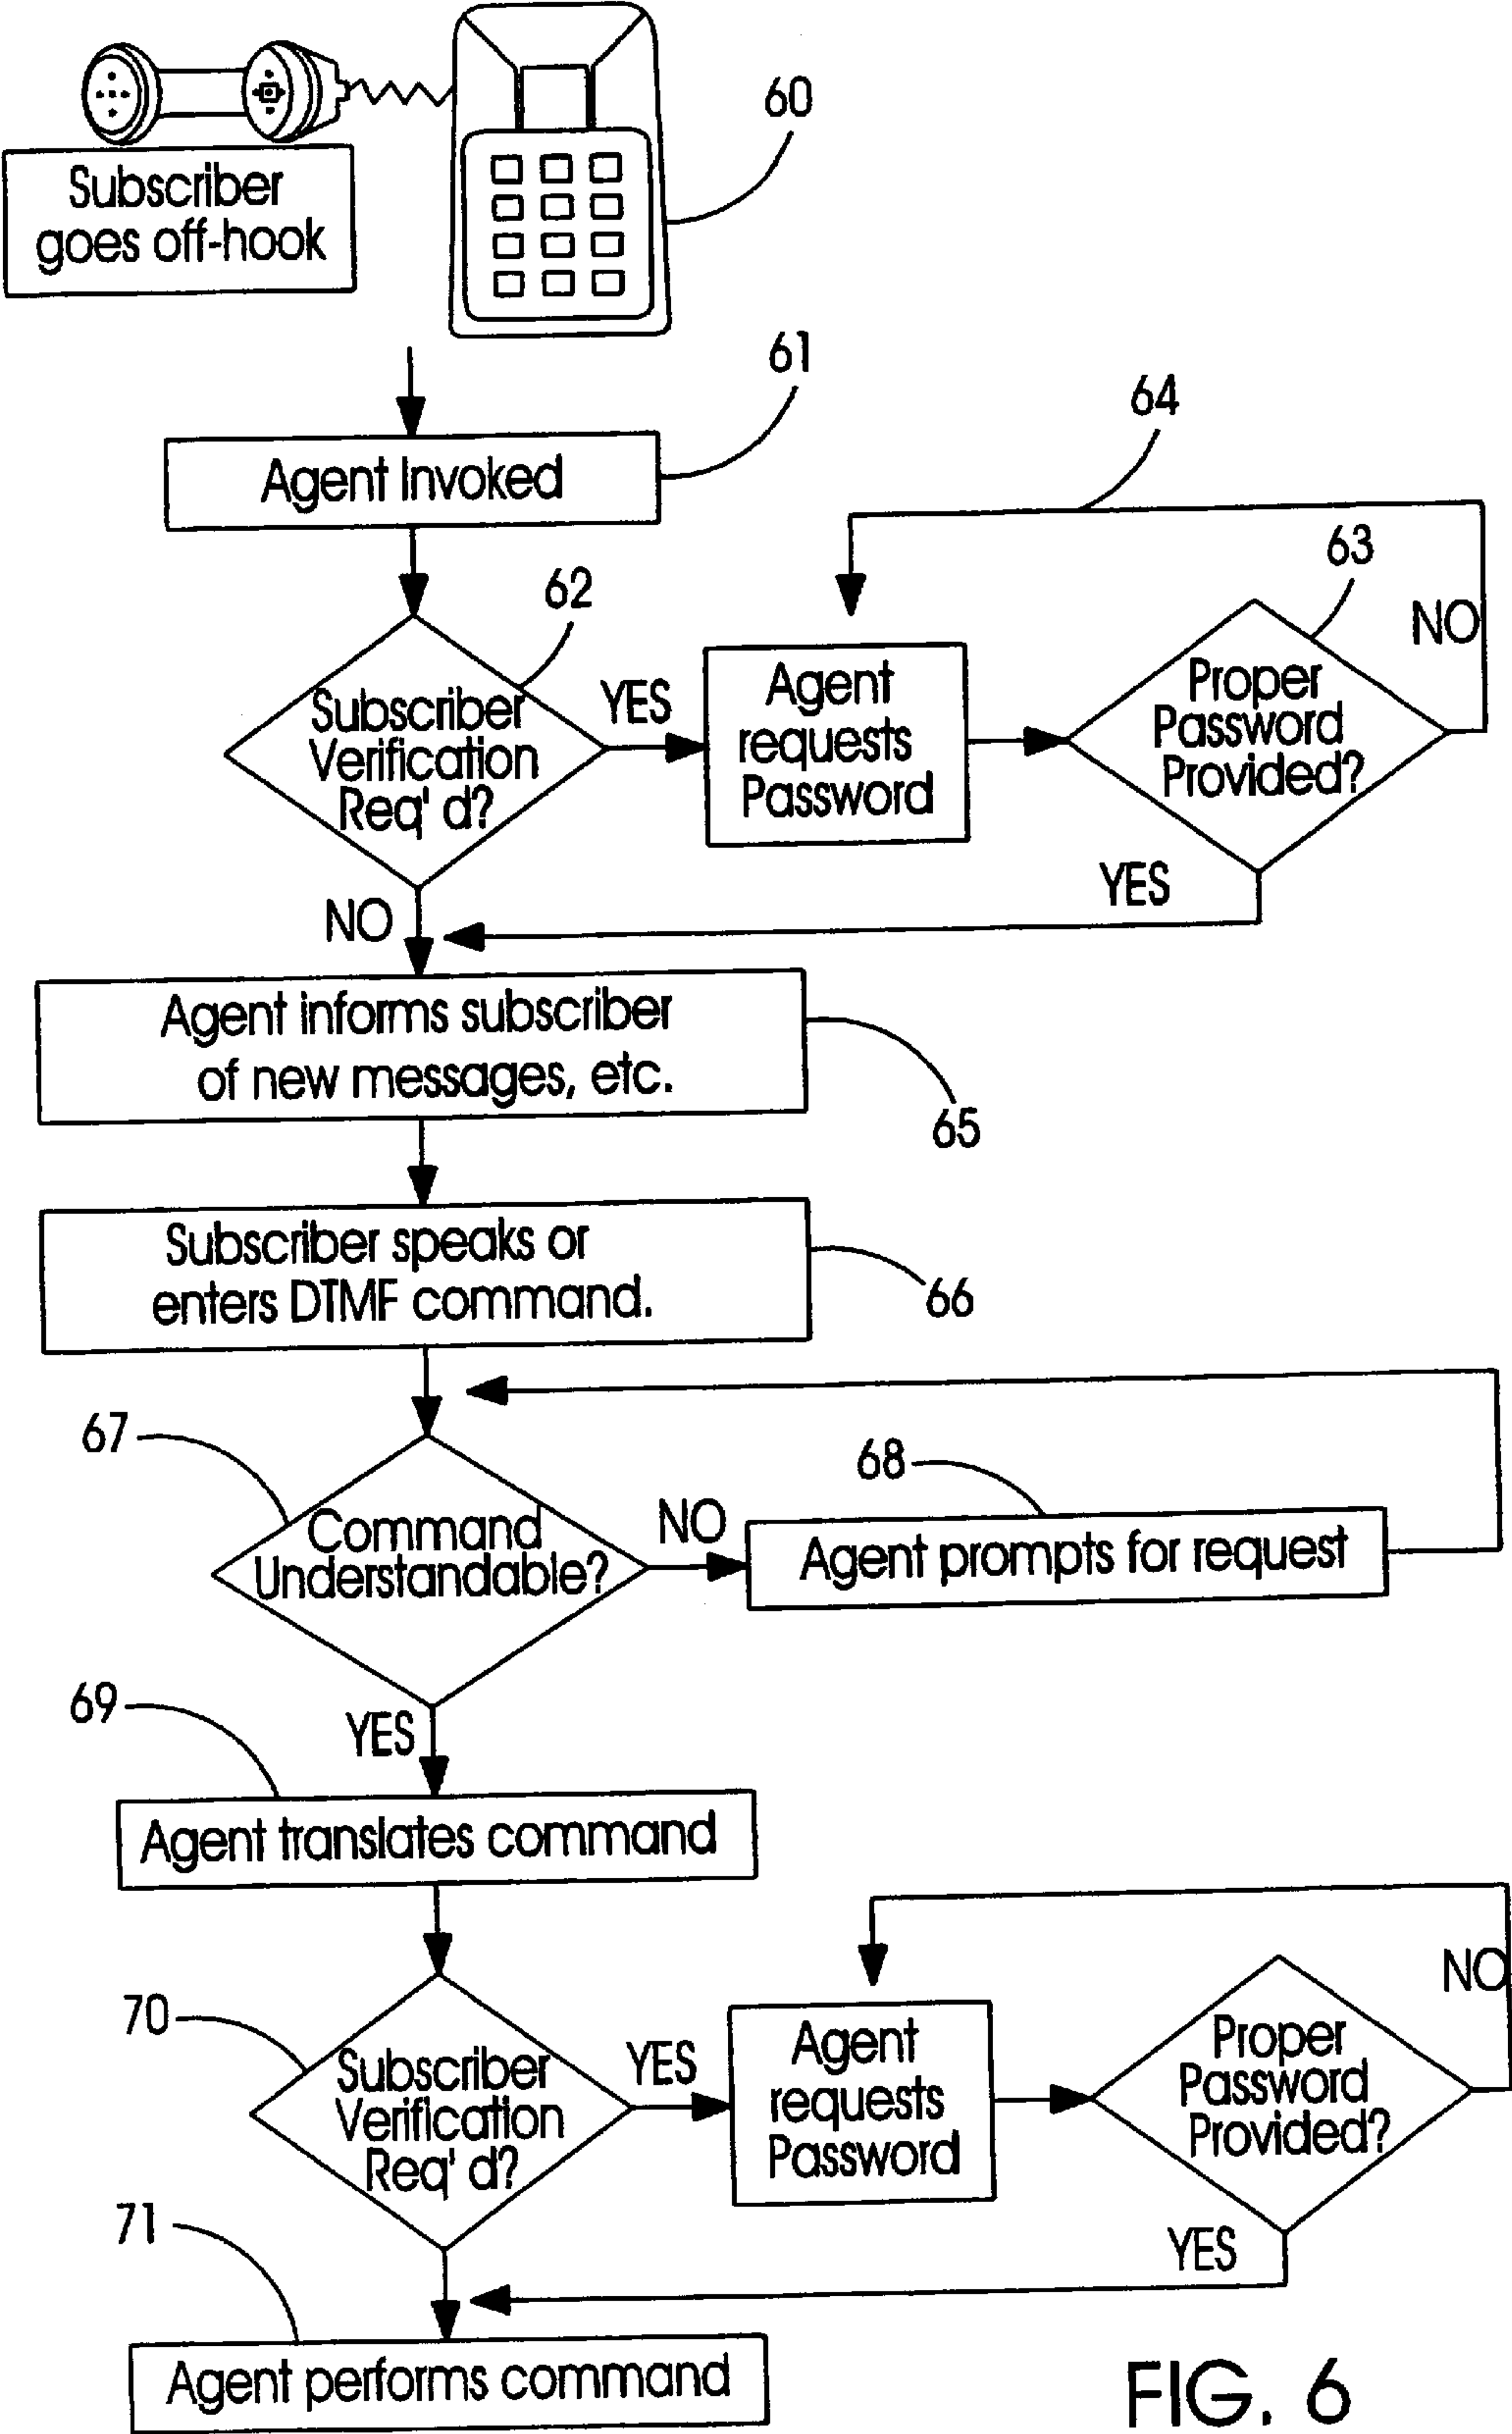 60
Subscriber
goes off-hook
61
Agent Invoked
64
63
62
NO
Subscriber
Verification
Req' d?
YES
Agent
requests
Password
Proper
Password
Provided?
YES
NO
Agent informs subscriber
of new messages, etc.
65
Subscriber speaks or
enters DTMF command.
66
67
68
Command
Understandable?
NO
Agent prompts for request
69
YES
Agent translates command
NO
70
Subscriber
Verification
Req' d?
YES
Agent
requests
Password
Proper
Password
Provided?
71
YES
Agent performs command
FIG. 6